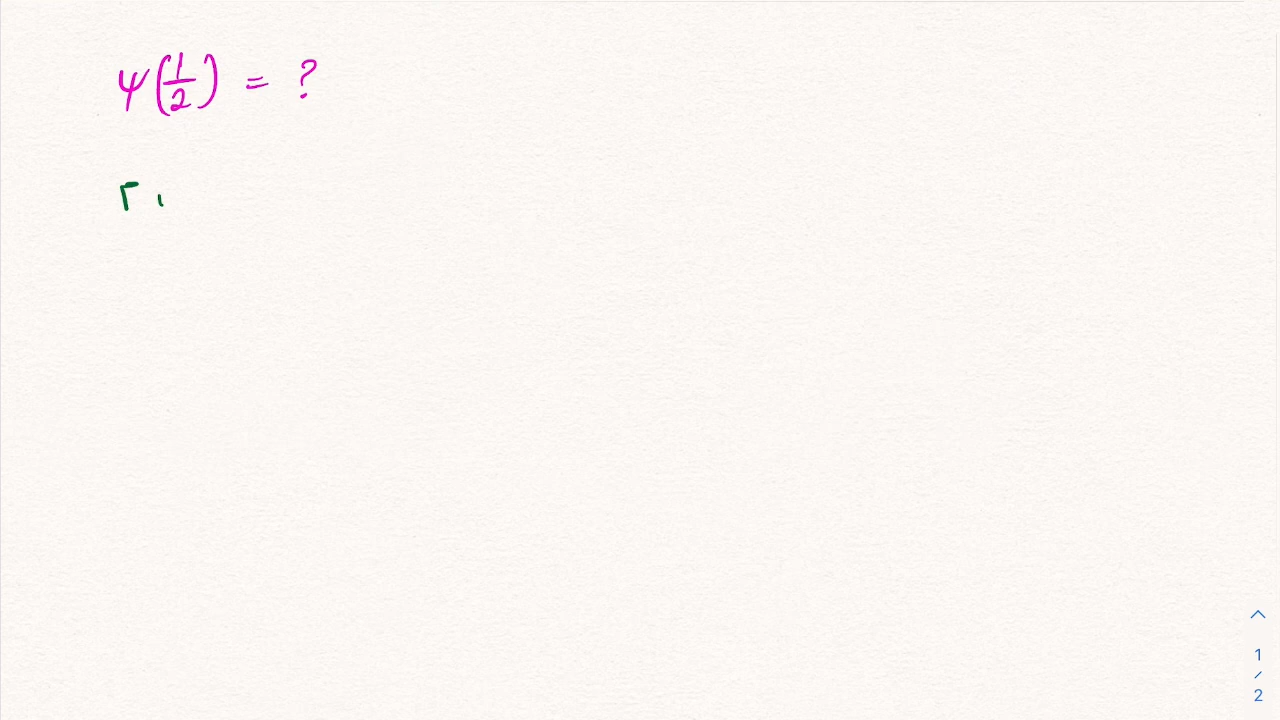 ψ(1/2) = ?
Γ
1
/
2